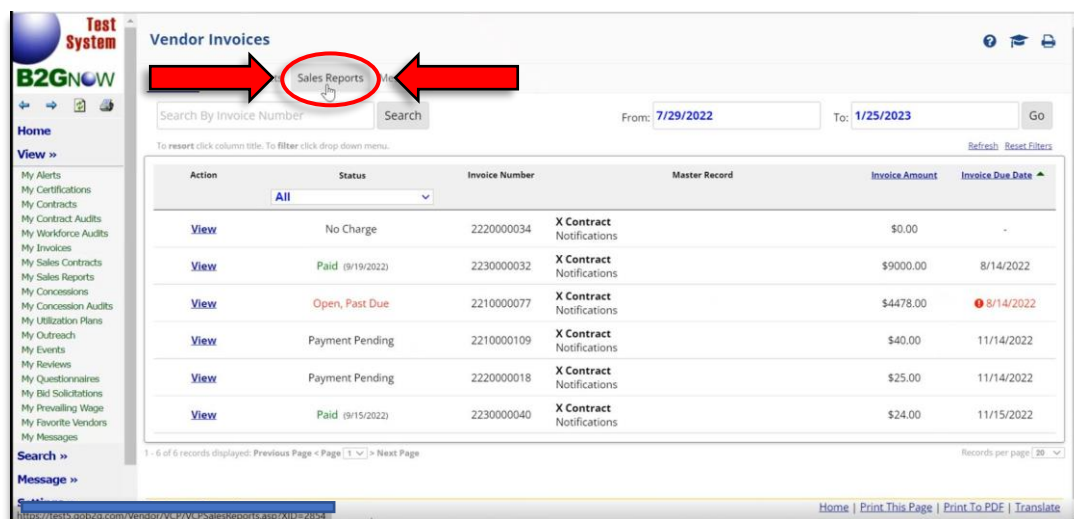 Test
System
B2GNOW
Home
View »
My Alerts
My Certifications
My Contracts
My Contract Audits
My Workforce Audits
My Invoices
My Sales Contracts
My Sales Reports
My Concessions
My Concession Audits
My Utilization Plans
My Outreach
My Events
My Reviews
My Questionnaires
My Bid Solicitations
My Prevailing Wage
My Favorite Vendors
My Messages
Search »
Message »
Vendor Invoices
Sales Reports
Search By Invoice Number Search From: 7/29/2022 To: 1/25/2023 Go
To resort click column title. To filter click drop down menu. Refresh Reset Filters
Action Status Invoice Number Master Record Invoice Amount Invoice Due Date
All
View No Charge 2220000034 X Contract $0.00 -
Notifications
View Paid (9/19/2022) 2230000032 X Contract $9000.00 8/14/2022
Notifications
View Open, Past Due 2210000077 X Contract $4478.00 8/14/2022
Notifications
View Payment Pending 2210000109 X Contract $40.00 11/14/2022
Notifications
View Payment Pending 2220000018 X Contract $25.00 11/14/2022
Notifications
View Paid (9/15/2022) 2230000040 X Contract $24.00 11/15/2022
Notifications
1 - 6 of 6 records displayed: Previous Page < Page 1 > Next Page Records per page 20
Home | Print This Page | Print To PDF | Translate
https://test5.gob2g.com/Vendor/VCP/VCPSalesReports.asp?XID=2854